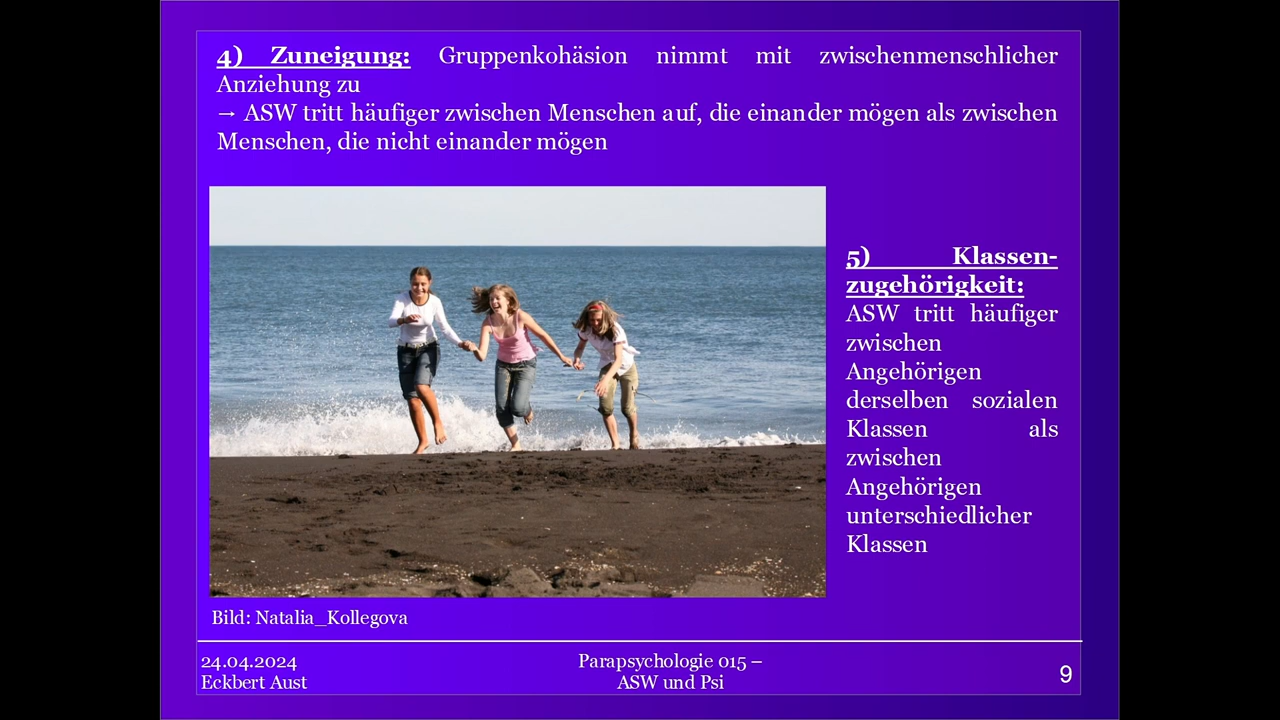 4) Zuneigung: Gruppenkohäsion nimmt mit zwischenmenschlicher
Anziehung zu
→ ASW tritt häufiger zwischen Menschen auf, die einander mögen als zwischen
Menschen, die nicht einander mögen
5) Klassen-
zugehörigkeit:
ASW tritt häufiger
zwischen
Angehörigen
derselben sozialen
Klassen als
zwischen
Angehörigen
unterschiedlicher
Klassen
Bild: Natalia_Kollegova
24.04.2024
Eckbert Aust
Parapsychologie 015 –
ASW und Psi
9